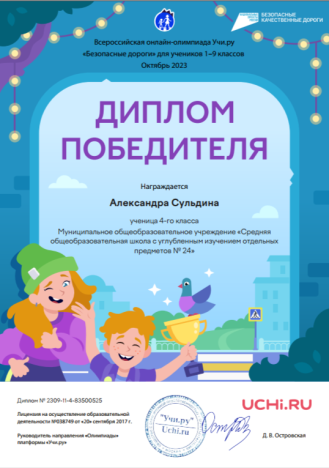 БЕЗОПАСНЫЕ
КАЧЕСТВЕННЫЕ ДОРОГИ
Всероссийская онлайн-олимпиада Учи.ру
«Безопасные дороги» для учеников 1–9 классов
Октябрь 2023
ДИПЛОМ
ПОБЕДИТЕЛЯ
Награждается
Александра Сульдина
ученица 4-го класса
Муниципальное общеобразовательное учреждение «Средняя
общеобразовательная школа с углубленным изучением отдельных
предметов № 24»
Диплом № 2309-11-4-63500525
Лицензия на осуществление образовательной
деятельности №038749 от «20» сентября 2017 г.
Руководитель направления «Олимпиады»
платформы «Учи.ру»
"Учи.ру"
Uchi.ru
UCHi.RU
Д. В. Островская